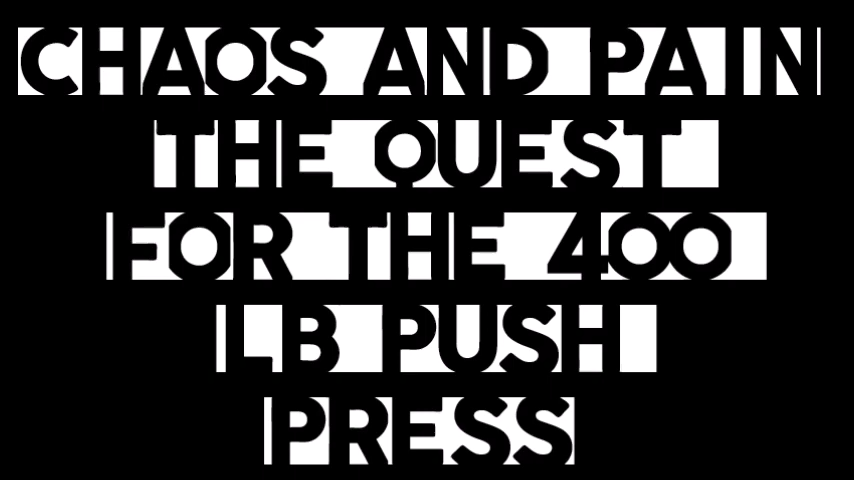 CHAOS AND PAIN
THE QUEST
FOR THE 400
LB PUSH
PRESS